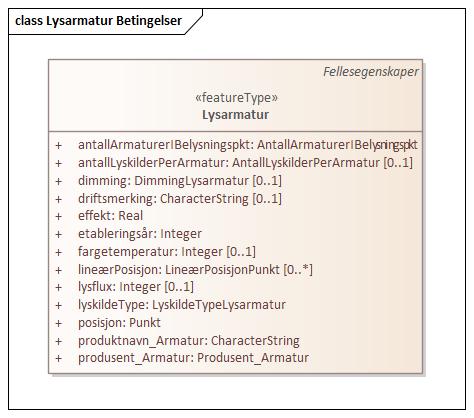 class Lysarmatur Betingelser
Fellesegenskaper
«featureType»
Lysarmatur
+ antallArmaturerIBelysningspkt: AntallArmaturerIBelysningspkt
+ antallLyskilderPerArmatur: AntallLyskilderPerArmatur [0..1]
+ dimming: DimmingLysarmatur [0..1]
+ driftsmerking: CharacterString [0..1]
+ effekt: Real
+ etableringsår: Integer
+ fargetemperatur: Integer [0..1]
+ lineærPosisjon: LineærPosisjonPunkt [0..*]
+ lysflux: Integer [0..1]
+ lyskildeType: LyskildeTypeLysarmatur
+ posisjon: Punkt
+ produktnavn_Armatur: CharacterString
+ produsent_Armatur: Produsent_Armatur